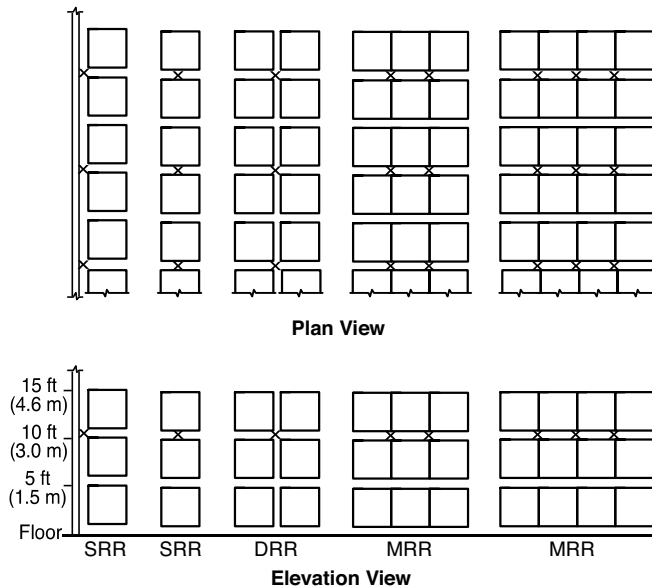 Plan View
15 ft
(4.6 m)
10 ft
(3.0 m)
5 ft
(1.5 m)
Floor
SRR SRR DRR MRR MRR
Elevation View